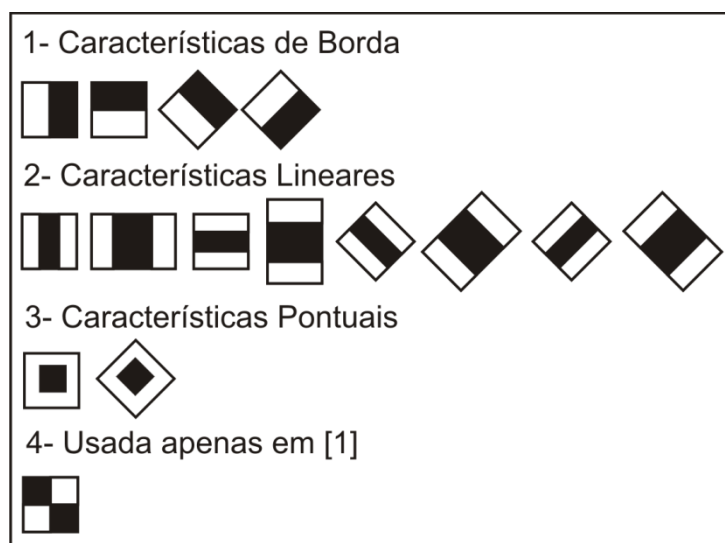 1- Características de Borda
2- Características Lineares
3- Características Pontuais
4- Usada apenas em [1]